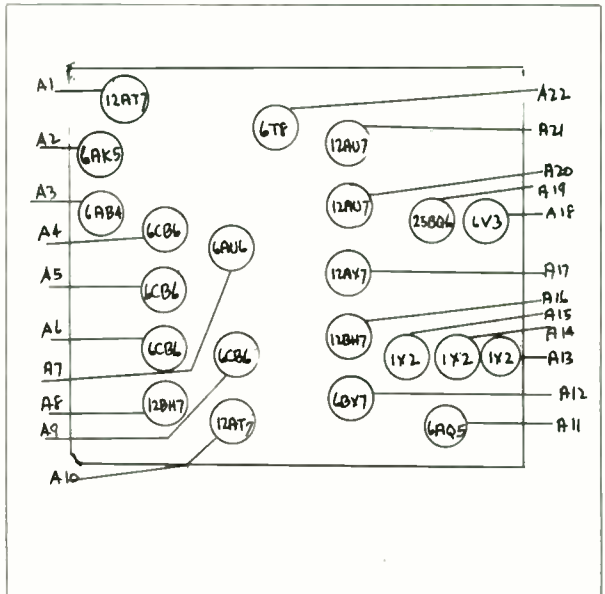 A1
12AT7
A2
6AK5
A3
6AB4
A4
6CB6
A5
6CB6
A6
6CB6
A7
6AU6
A8
12BH7
A9
6CB6
A10
12AT7
6T8
A22
12AU7
A21
12AU7
A20
25BQ6
A19
6V3
A18
12AX7
A17
12BH7
A16
1X2
A15
1X2
A14
1X2
A13
6BX7
A12
6AQ5
A11